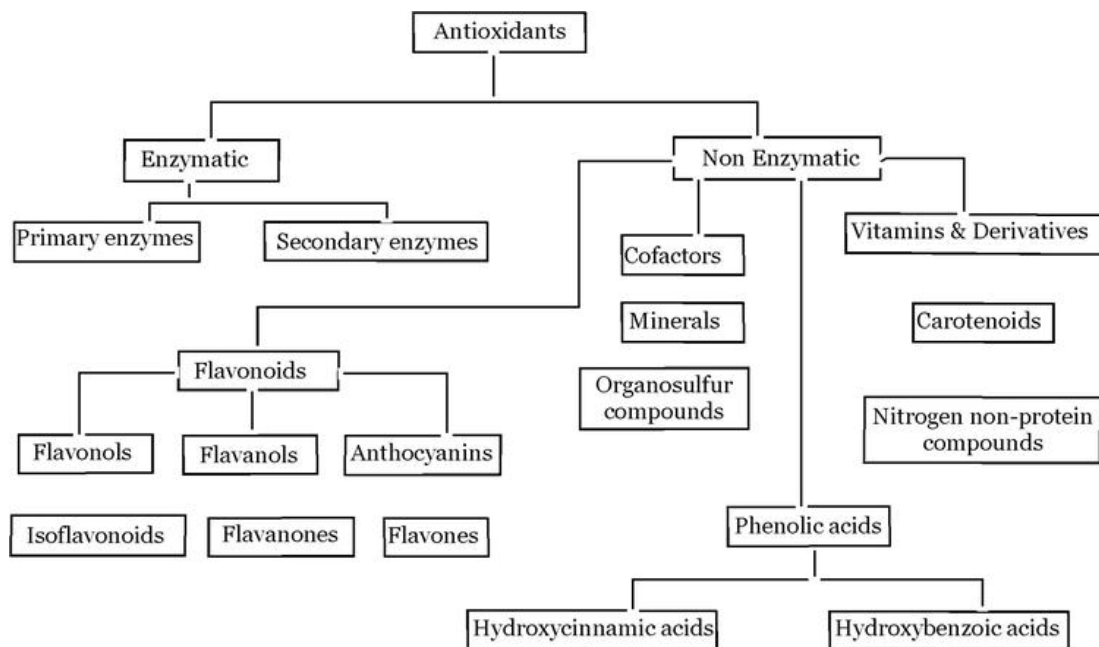 Antioxidants
Enzymatic
Non Enzymatic
Primary enzymes
Secondary enzymes
Cofactors
Vitamins & Derivatives
Minerals
Carotenoids
Flavonoids
Organosulfur
compounds
Nitrogen non-protein
compounds
Flavonols
Flavanols
Anthocyanins
Isoflavonoids
Flavanones
Flavones
Phenolic acids
Hydroxycinnamic acids
Hydroxybenzoic acids